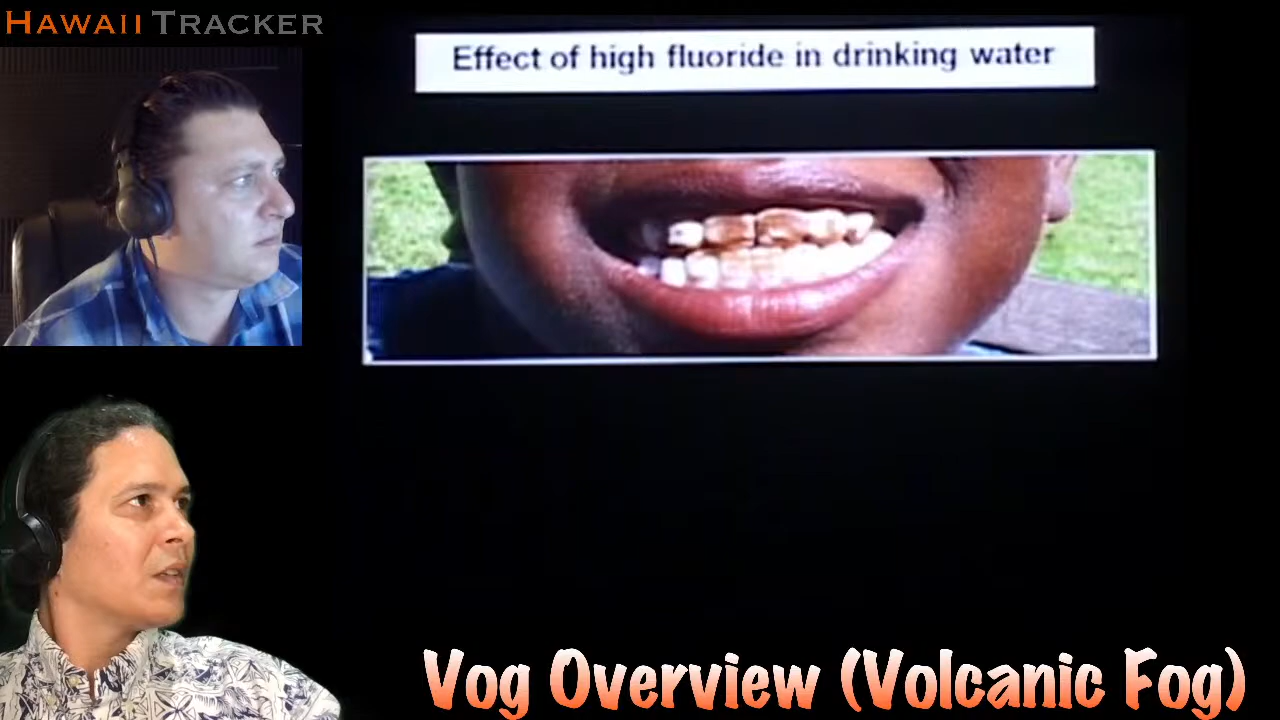 HAWAII TRACKER
Effect of high fluoride in drinking water
Vog Overview (Volcanic Fog)